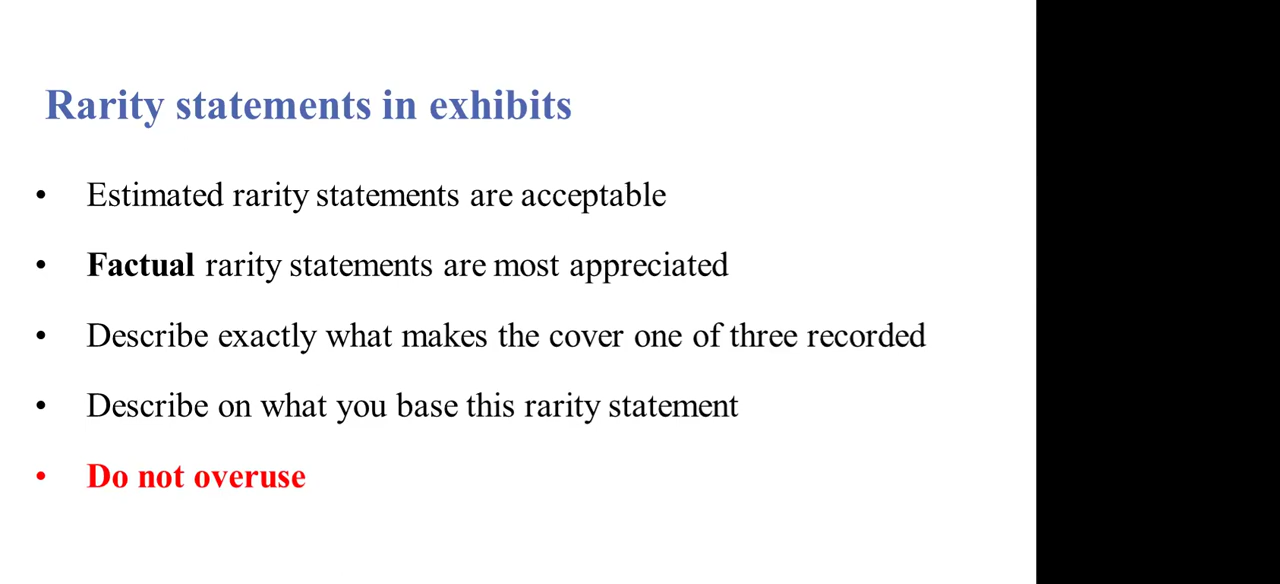 Rarity statements in exhibits
• Estimated rarity statements are acceptable
• Factual rarity statements are most appreciated
• Describe exactly what makes the cover one of three recorded
• Describe on what you base this rarity statement
• Do not overuse